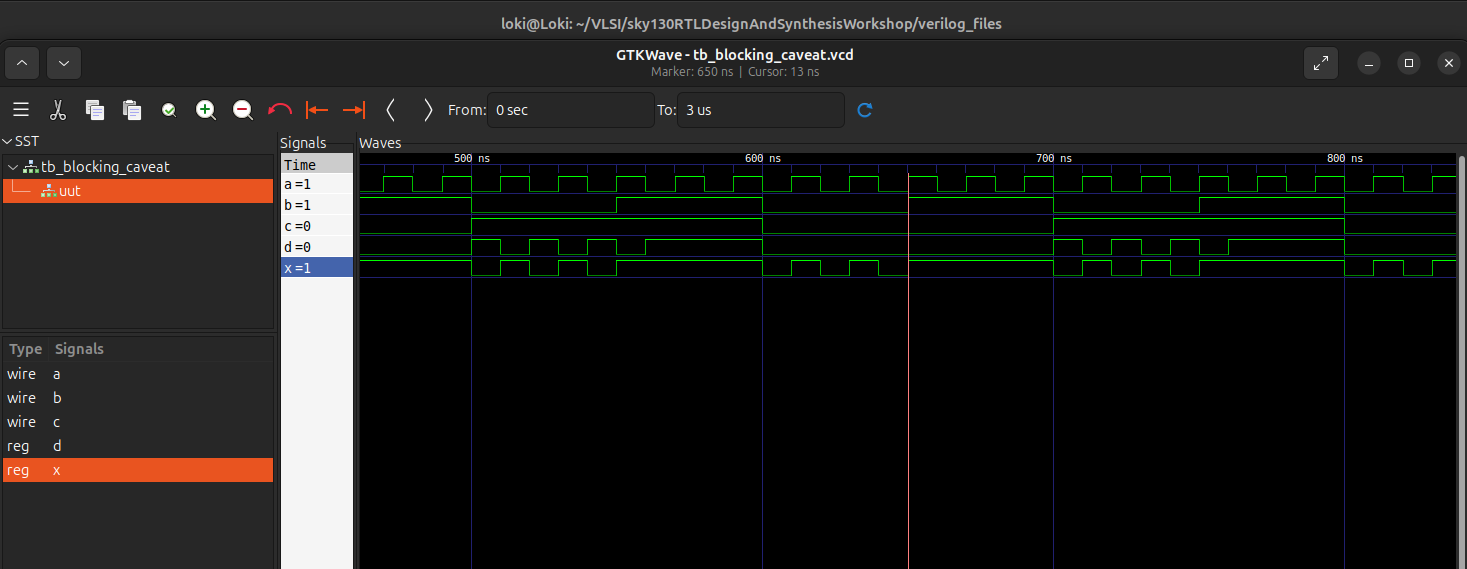 loki@Loki: ~/VLSI/sky130RTLDesignAndSynthesisWorkshop/verilog_files
GTKWave - tb_blocking_caveat.vcd
Marker: 650 ns | Cursor: 13 ns
From: 0 sec To: 3 us
SST
tb_blocking_caveat
uut
Type Signals
wire a
wire b
wire c
reg d
reg x
Signals
Time
a =1
b =1
c =0
d =0
x =1
Waves
500 ns 600 ns 700 ns 800 ns